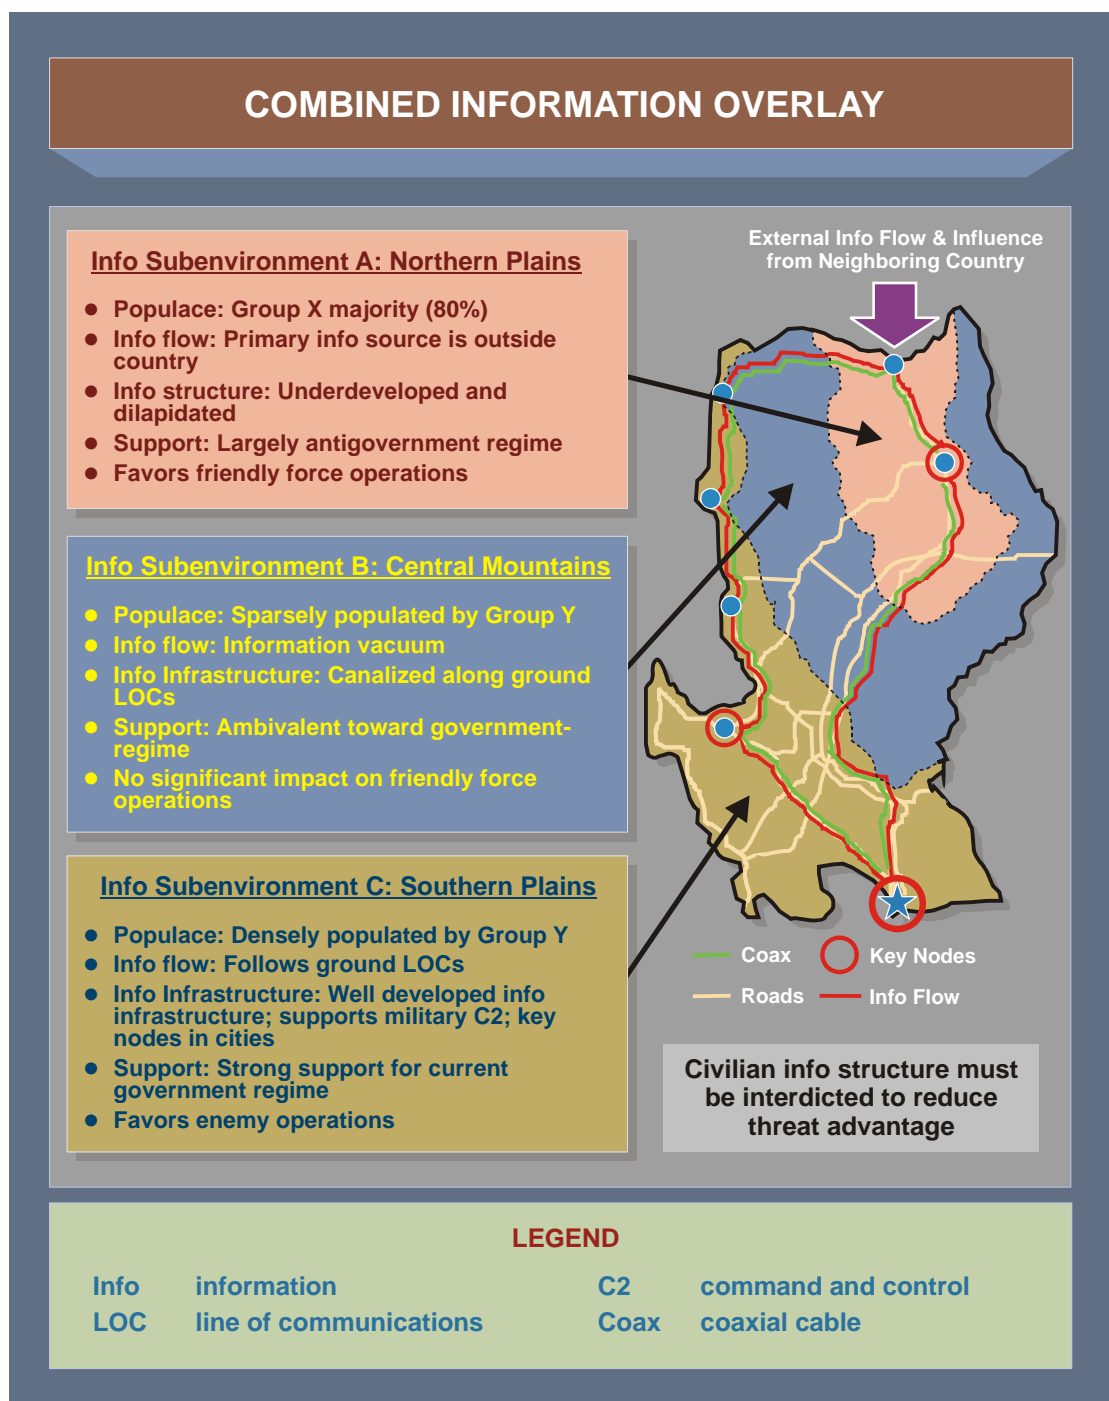 COMBINED INFORMATION OVERLAY
Info Subenvironment A: Northern Plains
● Populace: Group X majority (80%)
● Info flow: Primary info source is outside
country
● Info structure: Underdeveloped and
dilapidated
● Support: Largely antigovernment regime
● Favors friendly force operations
Info Subenvironment B: Central Mountains
● Populace: Sparsely populated by Group Y
● Info flow: Information vacuum
● Info Infrastructure: Canalized along ground
LOCs
● Support: Ambivalent toward government-
regime
● No significant impact on friendly force
operations
Info Subenvironment C: Southern Plains
● Populace: Densely populated by Group Y
● Info flow: Follows ground LOCs
● Info Infrastructure: Well developed info
infrastructure; supports military C2; key
nodes in cities
● Support: Strong support for current
government regime
● Favors enemy operations
External Info Flow & Influence
from Neighboring Country
Coax
Key Nodes
Roads
Info Flow
Civilian info structure must
be interdicted to reduce
threat advantage
LEGEND
Info information
C2 command and control
LOC line of communications
Coax coaxial cable